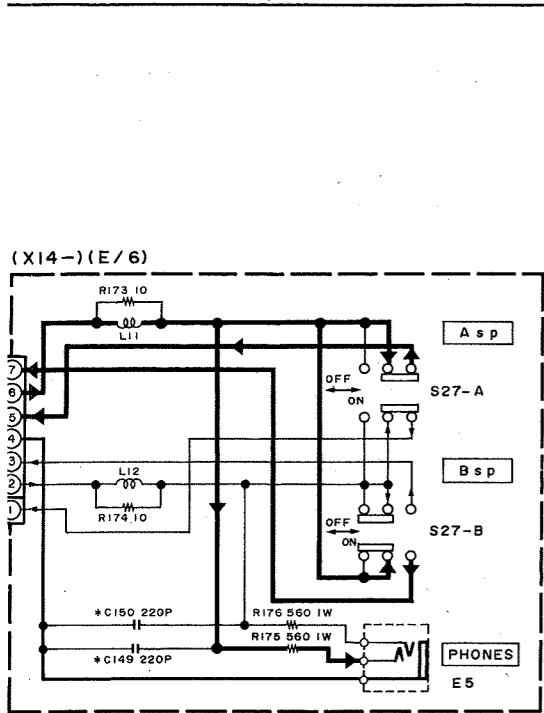 (X14-)(E/6)
R173 10
L11
A sp
7
6
5
4
3
2
1
OFF
ON
S27-A
L12
R174 10
B sp
OFF
ON
S27-B
*C150 220P
R176 560 1W
R175 560 1W
*C149 220P
PHONES
E5